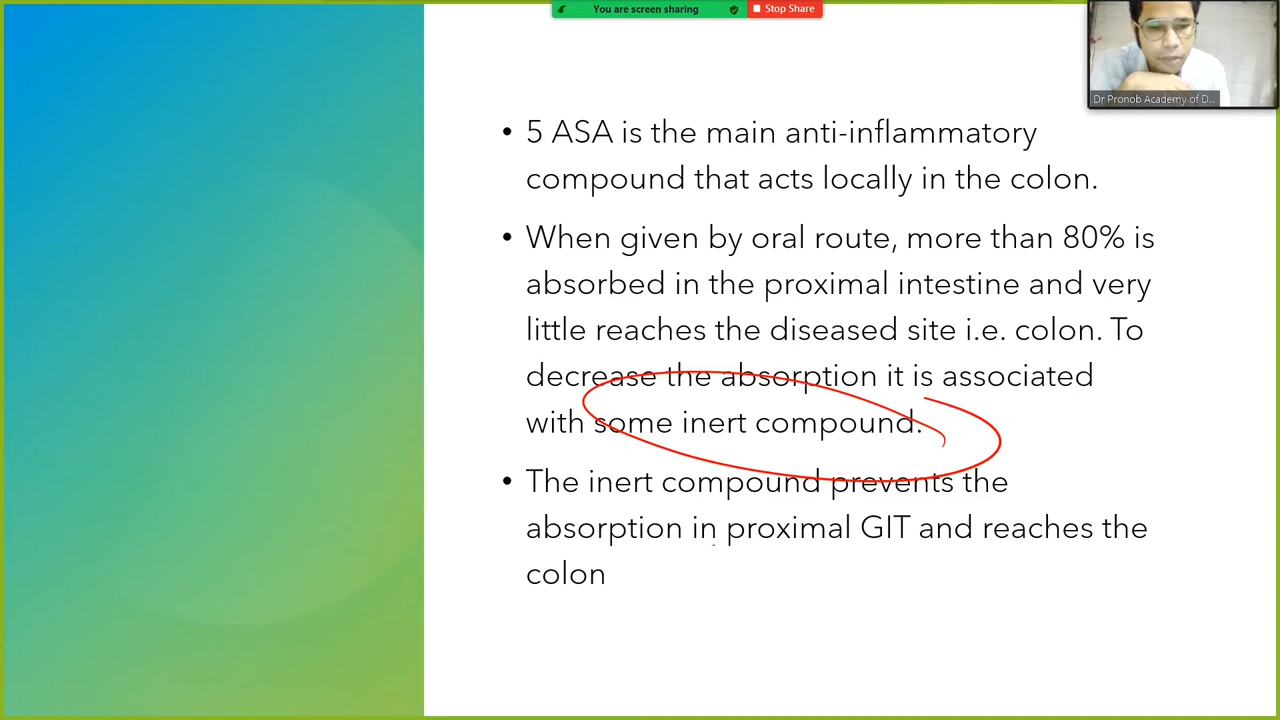 You are screen sharing
Stop Share
Dr Pronob Academy of D...
• 5 ASA is the main anti-inflammatory
compound that acts locally in the colon.
• When given by oral route, more than 80% is
absorbed in the proximal intestine and very
little reaches the diseased site i.e. colon. To
decrease the absorption it is associated
with some inert compound.
• The inert compound prevents the
absorption in proximal GIT and reaches the
colon